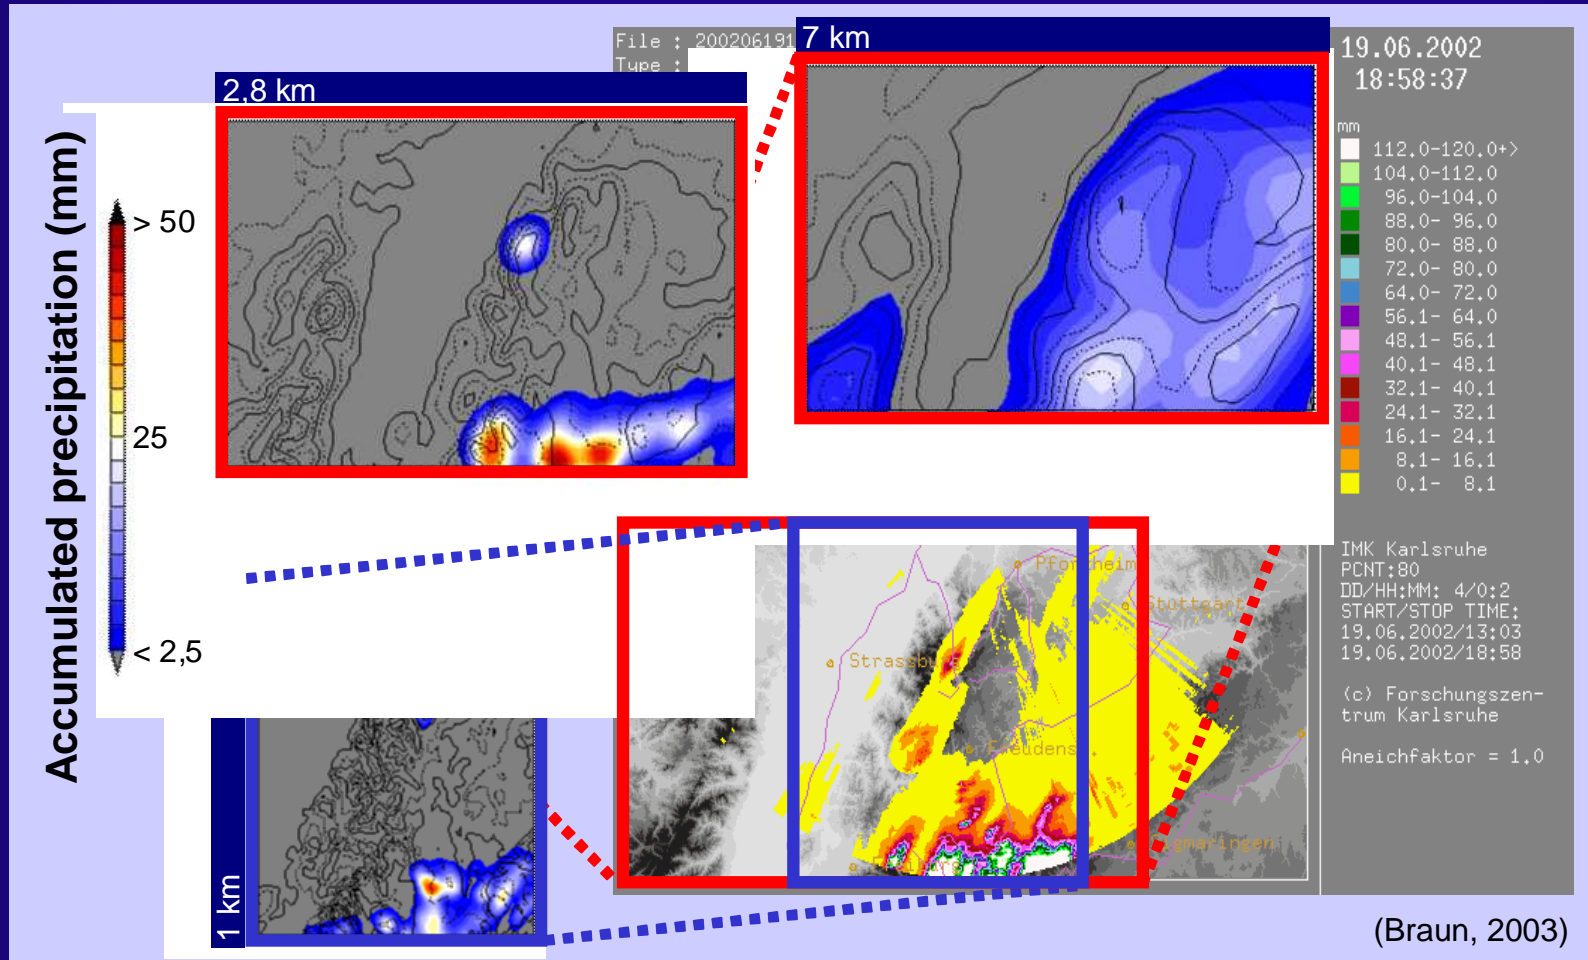 File : 200206191
Type :
7 km
2,8 km
Accumulated precipitation (mm)
> 50
25
< 2,5
1 km
19.06.2002
18:58:37
mm
112.0-120.0+>
104.0-112.0
96.0-104.0
88.0- 96.0
80.0- 88.0
72.0- 80.0
64.0- 72.0
56.1- 64.0
48.1- 56.1
40.1- 48.1
32.1- 40.1
24.1- 32.1
16.1- 24.1
8.1- 16.1
0.1- 8.1
IMK Karlsruhe
PCNT:80
DD/HH:MM: 4/0:2
START/STOP TIME:
19.06.2002/13:03
19.06.2002/18:58
(c) Forschungszen-
trum Karlsruhe
Aneichfaktor = 1.0
Pforzheim
Stuttgart
Strassburg
Freudens..
Sigmaringen
(Braun, 2003)